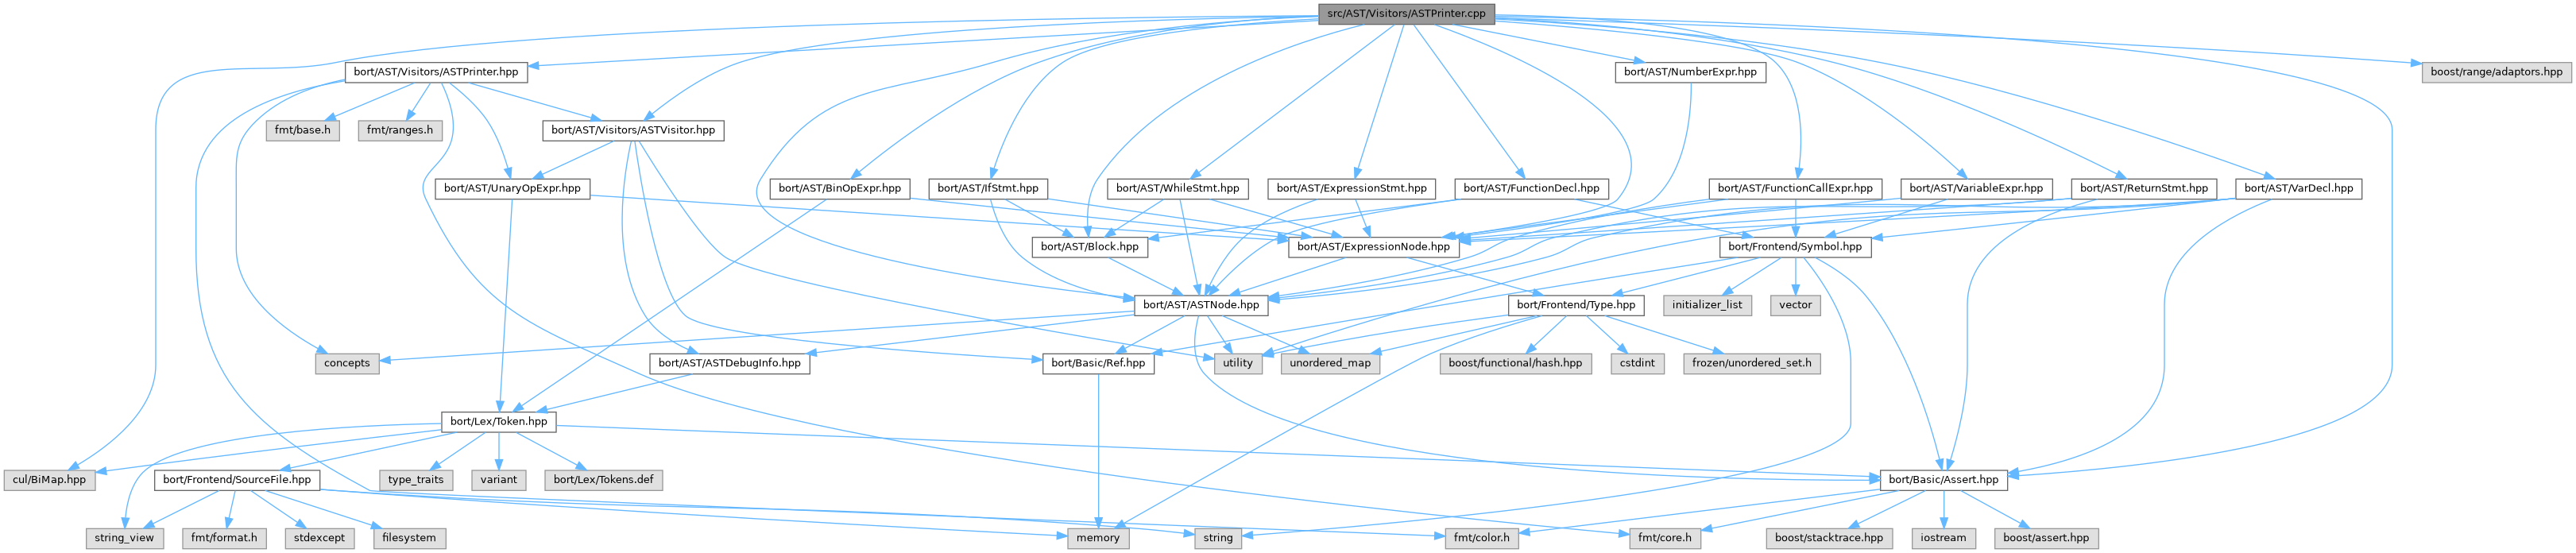 src/AST/Visitors/ASTPrinter.cpp
bort/AST/Visitors/ASTPrinter.hpp
bort/AST/NumberExpr.hpp
boost/range/adaptors.hpp
fmt/base.h
fmt/ranges.h
bort/AST/Visitors/ASTVisitor.hpp
bort/AST/UnaryOpExpr.hpp
bort/AST/BinOpExpr.hpp
bort/AST/IfStmt.hpp
bort/AST/WhileStmt.hpp
bort/AST/ExpressionStmt.hpp
bort/AST/FunctionDecl.hpp
bort/AST/FunctionCallExpr.hpp
bort/AST/VariableExpr.hpp
bort/AST/ReturnStmt.hpp
bort/AST/VarDecl.hpp
bort/AST/Block.hpp
bort/AST/ExpressionNode.hpp
bort/Frontend/Symbol.hpp
bort/AST/ASTNode.hpp
bort/Frontend/Type.hpp
initializer_list
vector
concepts
bort/AST/ASTDebugInfo.hpp
bort/Basic/Ref.hpp
utility
unordered_map
boost/functional/hash.hpp
cstdint
frozen/unordered_set.h
bort/Lex/Token.hpp
cul/BiMap.hpp
bort/Frontend/SourceFile.hpp
type_traits
variant
bort/Lex/Tokens.def
bort/Basic/Assert.hpp
string_view
fmt/format.h
stdexcept
filesystem
memory
string
fmt/color.h
fmt/core.h
boost/stacktrace.hpp
iostream
boost/assert.hpp